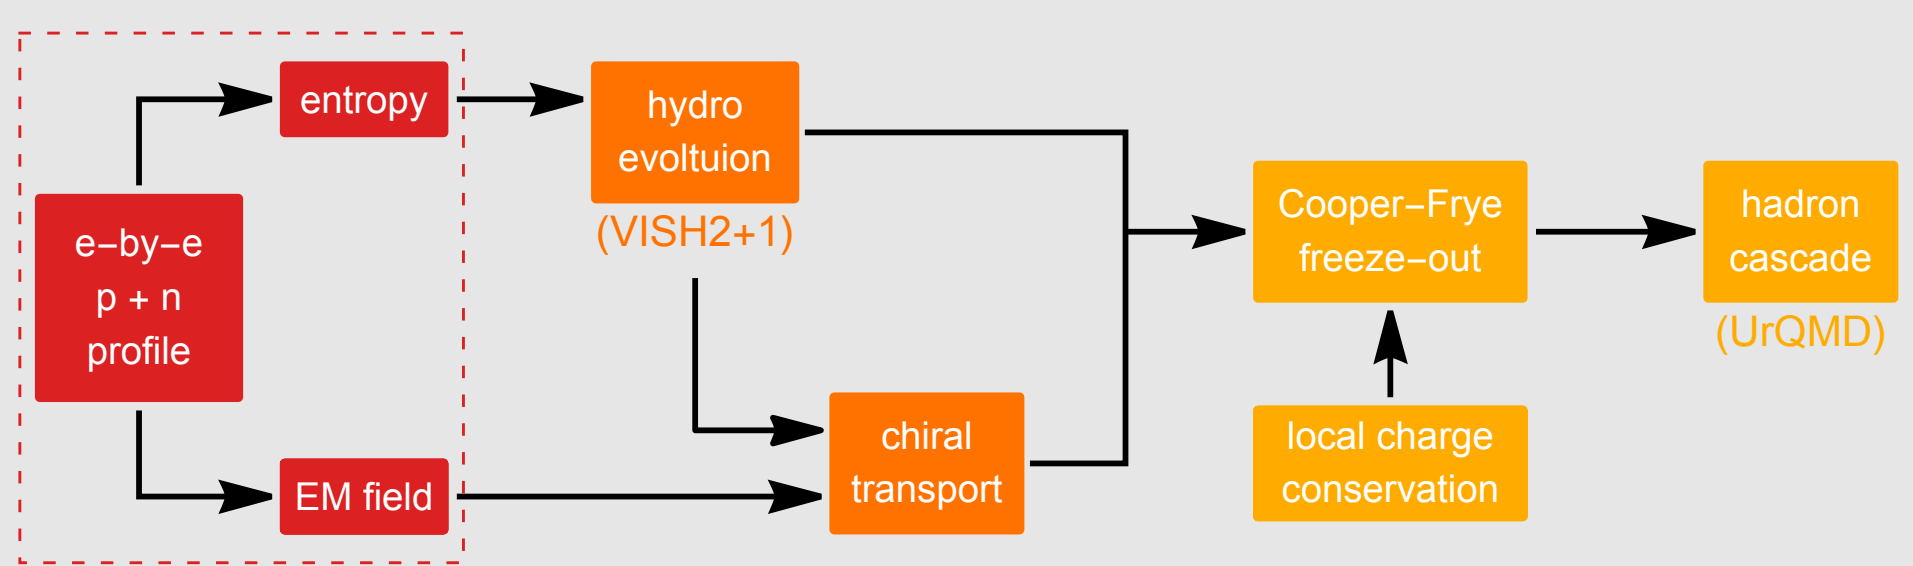 e−by−e
p + n
profile
entropy
EM field
hydro
evoltuion
(VISH2+1)
chiral
transport
Cooper−Frye
freeze−out
local charge
conservation
hadron
cascade
(UrQMD)